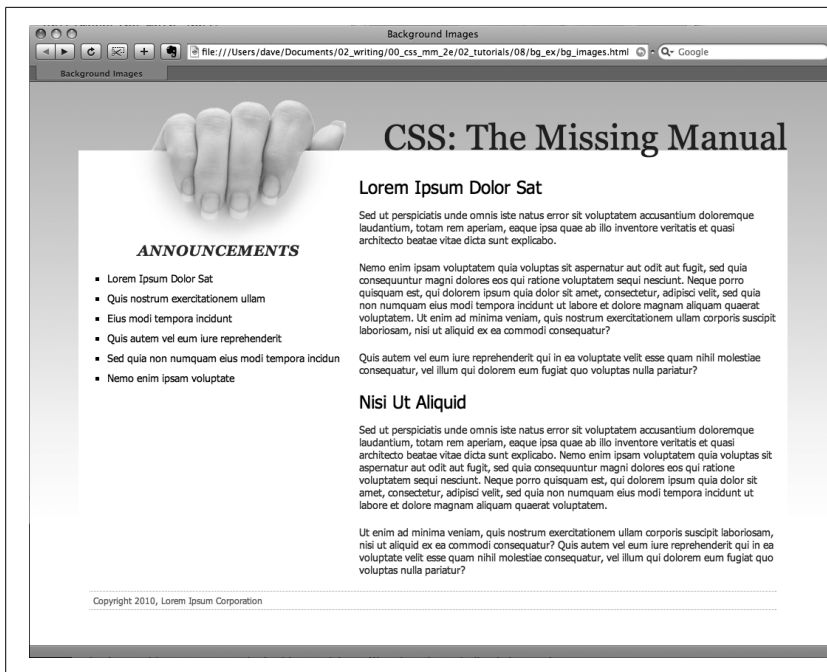 Background Images
file:///Users/dave/Documents/02_writing/00_css_mm_2e/02_tutorials/08/bg_ex/bg_images.html
Google
Background Images
CSS: The Missing Manual
ANNOUNCEMENTS
Lorem Ipsum Dolor Sat
Quis nostrum exercitationem ullam
Eius modi tempora incidunt
Quis autem vel eum iure reprehenderit
Sed quia non numquam eius modi tempora incidun
Nemo enim ipsam voluptate
Lorem Ipsum Dolor Sat
Sed ut perspiciatis unde omnis iste natus error sit voluptatem accusantium doloremque
laudantium, totam rem aperiam, eaque ipsa quae ab illo inventore veritatis et quasi
architecto beatae vitae dicta sunt explicabo.
Nemo enim ipsam voluptatem quia voluptas sit aspernatur aut odit aut fugit, sed quia
consequuntur magni dolores eos qui ratione voluptatem sequi nesciunt. Neque porro
quisquam est, qui dolorem ipsum quia dolor sit amet, consectetur, adipisci velit, sed quia
non numquam eius modi tempora incidunt ut labore et dolore magnam aliquam quaerat
voluptatem. Ut enim ad minima veniam, quis nostrum exercitationem ullam corporis suscipit
laboriosam, nisi ut aliquid ex ea commodi consequatur?
Quis autem vel eum iure reprehenderit qui in ea voluptate velit esse quam nihil molestiae
consequatur, vel illum qui dolorem eum fugiat quo voluptas nulla pariatur?
Nisi Ut Aliquid
Sed ut perspiciatis unde omnis iste natus error sit voluptatem accusantium doloremque
laudantium, totam rem aperiam, eaque ipsa quae ab illo inventore veritatis et quasi
architecto beatae vitae dicta sunt explicabo. Nemo enim ipsam voluptatem quia voluptas sit
aspernatur aut odit aut fugit, sed quia consequuntur magni dolores eos qui ratione
voluptatem sequi nesciunt. Neque porro quisquam est, qui dolorem ipsum quia dolor sit
amet, consectetur, adipisci velit, sed quia non numquam eius modi tempora incidunt ut
labore et dolore magnam aliquam quaerat voluptatem.
Ut enim ad minima veniam, quis nostrum exercitationem ullam corporis suscipit laboriosam,
nisi ut aliquid ex ea commodi consequatur? Quis autem vel eum iure reprehenderit qui in ea
voluptate velit esse quam nihil molestiae consequatur, vel illum qui dolorem eum fugiat quo
voluptas nulla pariatur?
Copyright 2010, Lorem Ipsum Corporation